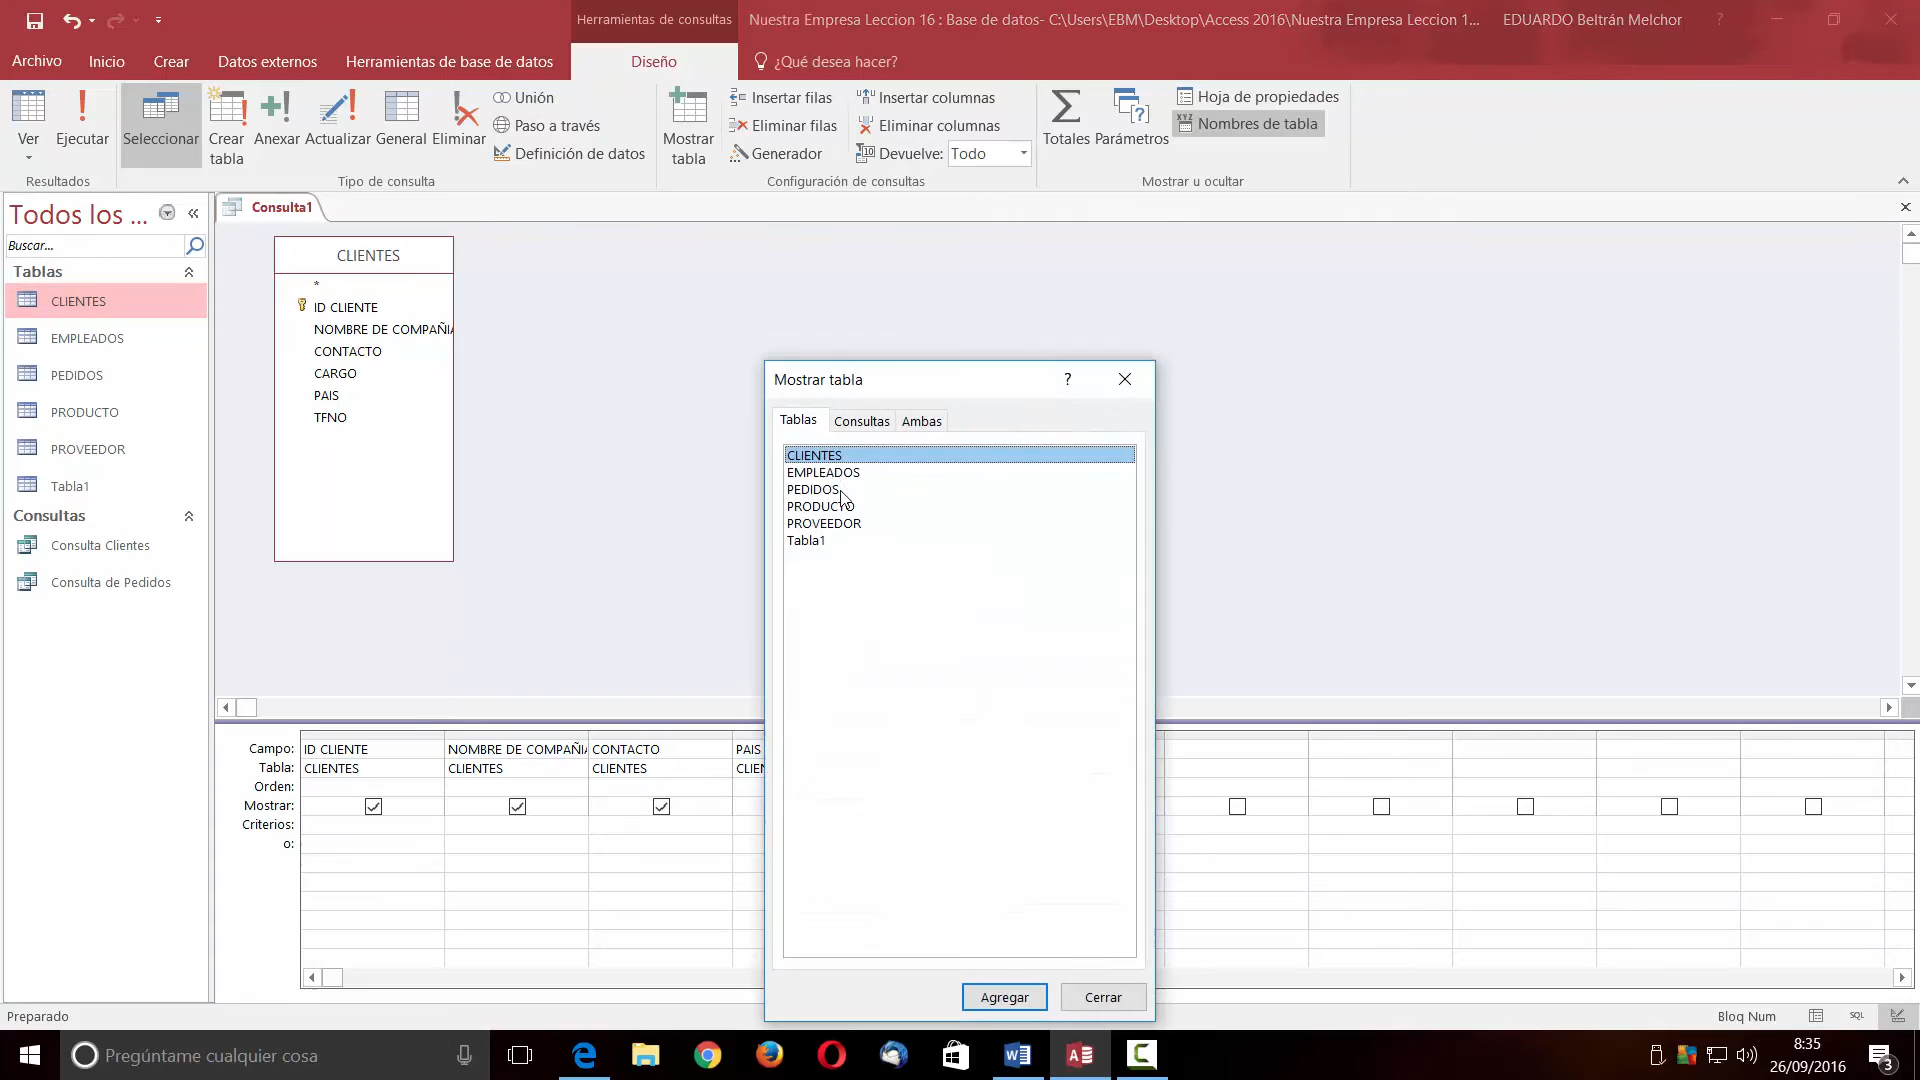 Herramientas de consultas
Nuestra Empresa Leccion 16 : Base de datos- C:\Users\EBM\Desktop\Access 2016\Nuestra Empresa Leccion 1...
EDUARDO Beltrán Melchor
?
Archivo
Inicio
Crear
Datos externos
Herramientas de base de datos
Diseño
¿Qué desea hacer?
Ver
Ejecutar
Resultados
Seleccionar
Crear
tabla
Anexar
Actualizar
General
Eliminar
Unión
Paso a través
Definición de datos
Tipo de consulta
Mostrar
tabla
Insertar filas
Eliminar filas
Generador
Insertar columnas
Eliminar columnas
Devuelve: Todo
Configuración de consultas
Totales
Parámetros
Hoja de propiedades
Nombres de tabla
Mostrar u ocultar
Todos los ...
Buscar...
Tablas
CLIENTES
EMPLEADOS
PEDIDOS
PRODUCTO
PROVEEDOR
Tabla1
Consultas
Consulta Clientes
Consulta de Pedidos
Consulta1
CLIENTES
*
ID CLIENTE
NOMBRE DE COMPAÑIA
CONTACTO
CARGO
PAIS
TFNO
Mostrar tabla
?
Tablas
Consultas
Ambas
CLIENTES
EMPLEADOS
PEDIDOS
PRODUCTO
PROVEEDOR
Tabla1
Agregar
Cerrar
Campo: ID CLIENTE NOMBRE DE COMPAÑIA CONTACTO PAIS
Tabla: CLIENTES CLIENTES CLIENTES CLIEN
Orden:
Mostrar:
Criterios:
o:
Preparado
Bloq Num
SQL
Pregúntame cualquier cosa
8:35
26/09/2016
3